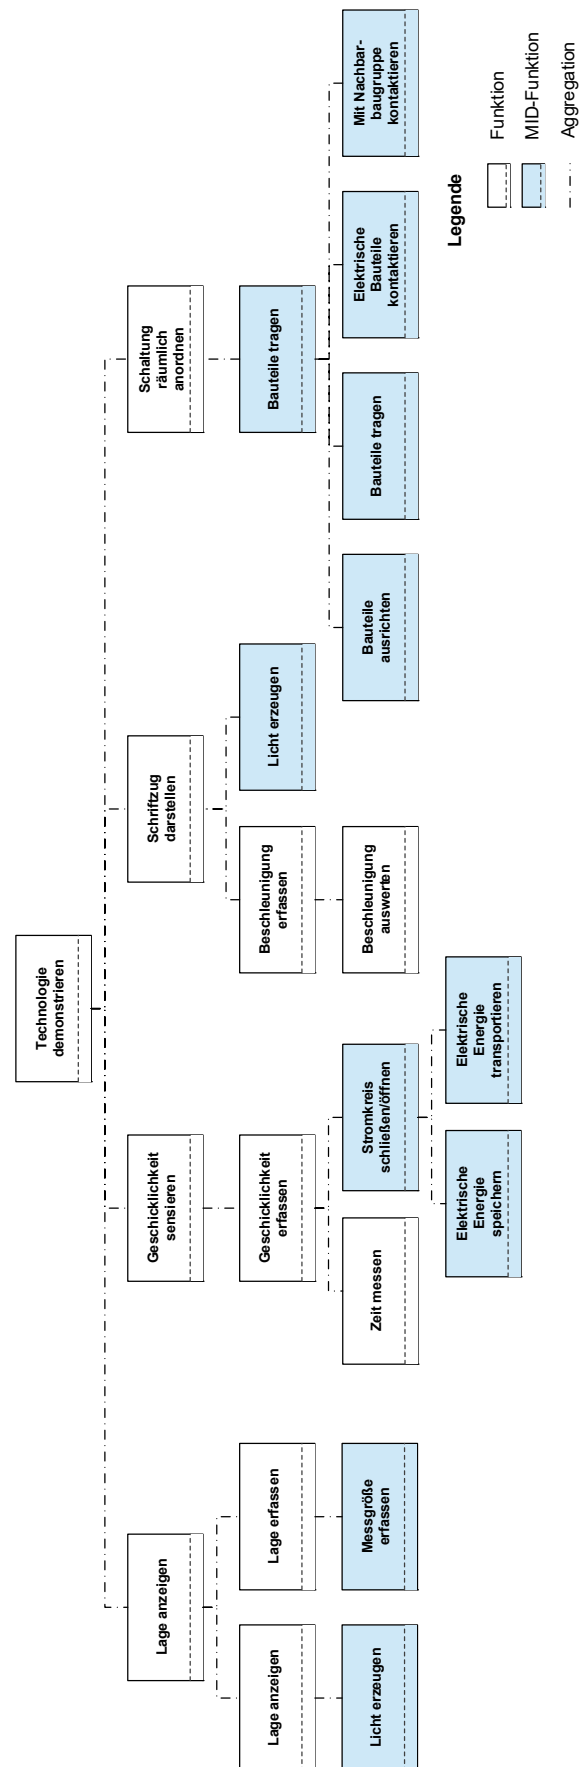 Technologie
demonstrieren
Lage anzeigen
Geschicklichkeit
sensieren
Schriftzug
darstellen
Schaltung
räumlich
anordnen
Lage anzeigen
Lage erfassen
Geschicklichkeit
erfassen
Beschleunigung
erfassen
Licht erzeugen
Bauteile tragen
Licht erzeugen
Messgröße
erfassen
Zeit messen
Stromkreis
schließen/öffnen
Beschleunigung
auswerten
Bauteile
ausrichten
Bauteile tragen
Elektrische
Bauteile
kontaktieren
Mit Nachbar-
baugruppe
kontaktieren
Elektrische
Energie
speichern
Elektrische
Energie
transportieren
Legende
Funktion
MID-Funktion
Aggregation